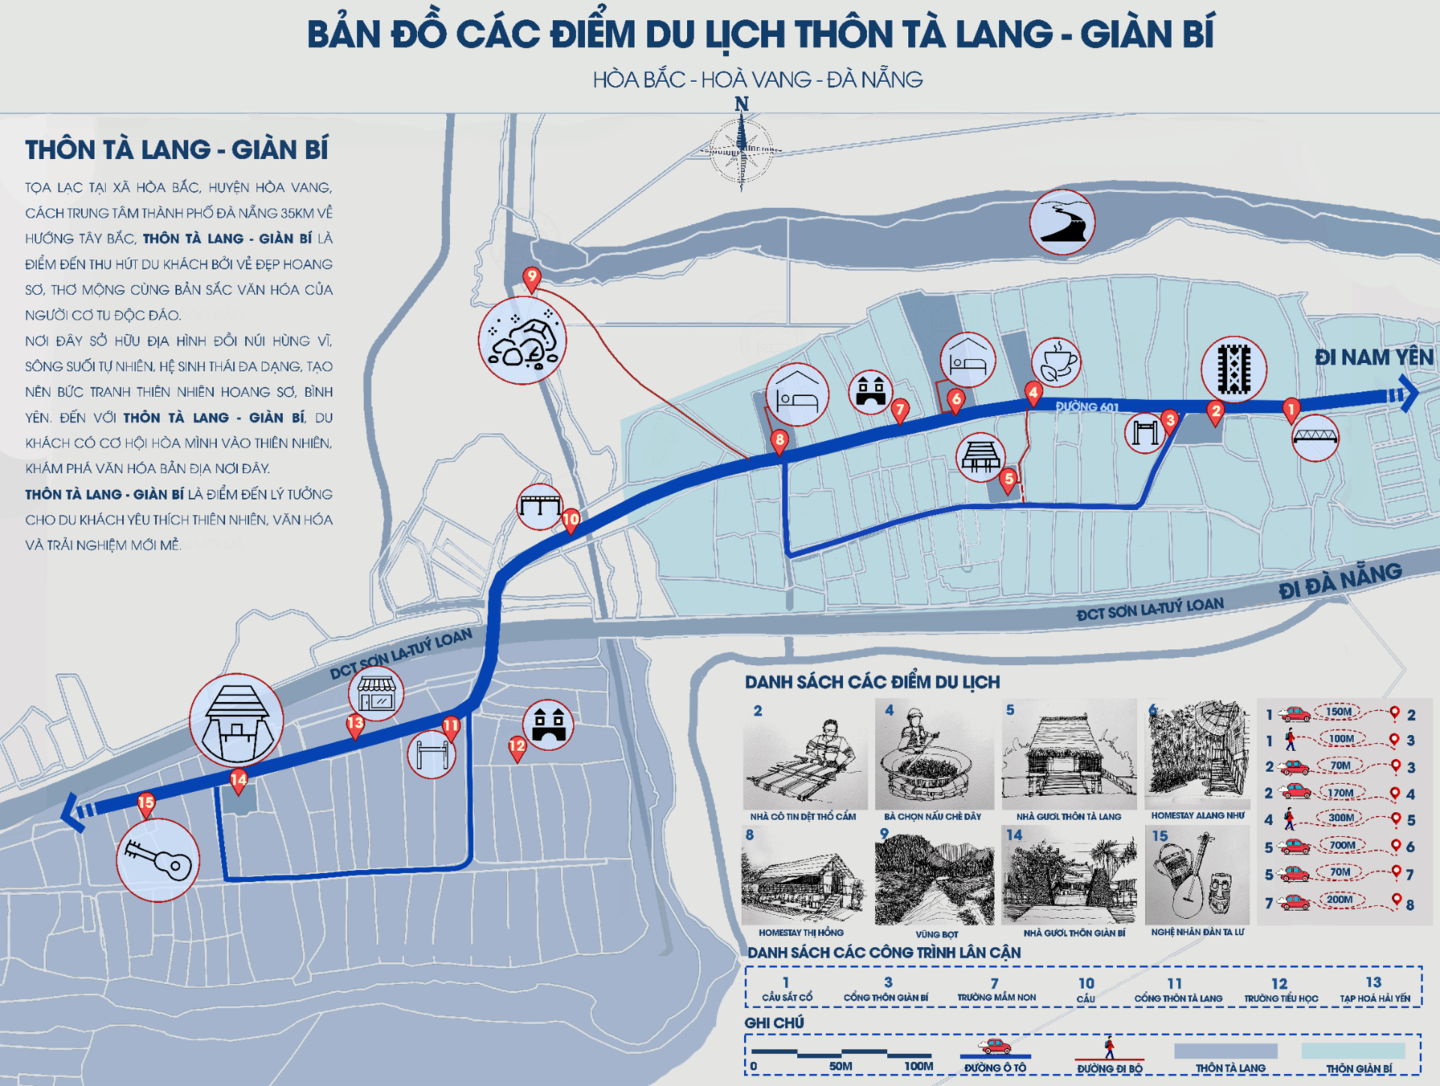 BẢN ĐỒ CÁC ĐIỂM DU LỊCH THÔN TÀ LANG - GIÀN BÍ
HÒA BẮC - HOÀ VANG - ĐÀ NẴNG
N
THÔN TÀ LANG - GIÀN BÍ
TỌA LẠC TẠI XÃ HÒA BẮC, HUYỆN HÒA VANG,
CÁCH TRUNG TÂM THÀNH PHỐ ĐÀ NẴNG 35KM VỀ
HƯỚNG TÂY BẮC, THÔN TÀ LANG - GIÀN BÍ LÀ
ĐIỂM ĐẾN THU HÚT DU KHÁCH BỞI VẺ ĐẸP HOANG
SƠ, THƠ MỘNG CÙNG BẢN SẮC VĂN HÓA CỦA
NGƯỜI CƠ TU ĐỘC ĐÁO.
NƠI ĐÂY SỞ HỮU ĐỊA HÌNH ĐỒI NÚI HÙNG VĨ,
SÔNG SUỐI TỰ NHIÊN, HỆ SINH THÁI ĐA DẠNG, TẠO
NÊN BỨC TRANH THIÊN NHIÊN HOANG SƠ, BÌNH
YÊN. ĐẾN VỚI THÔN TÀ LANG - GIÀN BÍ, DU
KHÁCH CÓ CƠ HỘI HÒA MÌNH VÀO THIÊN NHIÊN,
KHÁM PHÁ VĂN HÓA BẢN ĐỊA NƠI ĐÂY.
THÔN TÀ LANG - GIÀN BÍ LÀ ĐIỂM ĐẾN LÝ TƯỞNG
CHO DU KHÁCH YÊU THÍCH THIÊN NHIÊN, VĂN HÓA
VÀ TRẢI NGHIỆM MỚI MẺ.
9
ĐI NAM YÊN
8
7
6
4
ĐƯỜNG 601
3
2
1
5
10
ĐI ĐÀ NẴNG
ĐCT SƠN LA-TUÝ LOAN
ĐCT SƠN LA-TUÝ LOAN
13
11
12
14
15
DANH SÁCH CÁC ĐIỂM DU LỊCH
2
4
5
6
NHÀ CÔ TIN DỆT THỔ CẨM
BÀ CHỌN NẤU CHÈ DÂY
NHÀ GƯƠL THÔN TÀ LANG
HOMESTAY ALANG NHƯ
8
9
14
15
HOMESTAY THỊ HỒNG
VŨNG BỌT
NHÀ GƯƠL THÔN GIÀN BÍ
NGHỆ NHÂN ĐÀN TA LƯ
1 150M 2
1 100M 3
2 70M 3
2 170M 4
4 300M 5
5 700M 6
5 70M 7
7 200M 8
DANH SÁCH CÁC CÔNG TRÌNH LÂN CẬN
1 3 7 10 11 12 13
CẦU SẮT CỔ CỔNG THÔN GIÀN BÍ TRƯỜNG MẦM NON CẦU CỔNG THÔN TÀ LANG TRƯỜNG TIỂU HỌC TẠP HOÁ HẢI YẾN
GHI CHÚ
0 50M 100M ĐƯỜNG Ô TÔ ĐƯỜNG ĐI BỘ THÔN TÀ LANG THÔN GIÀN BÍ